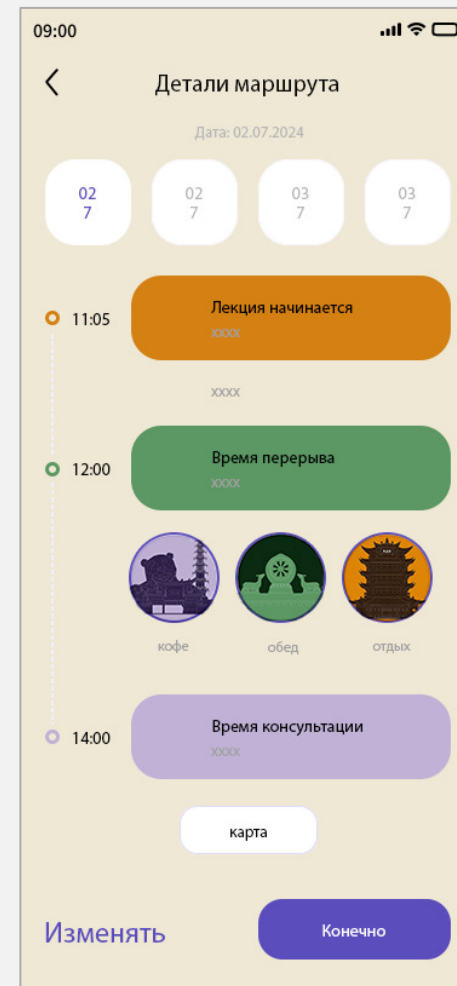 09:00
Детали маршрута
Дата: 02.07.2024
02 02 03 03
7 7 7 7
11:05 Лекция начинается
xxxx
xxxx
12:00 Время перерыва
xxxx
кофе обед отдых
14:00 Время консультации
xxxx
карта
Изменять Конечно